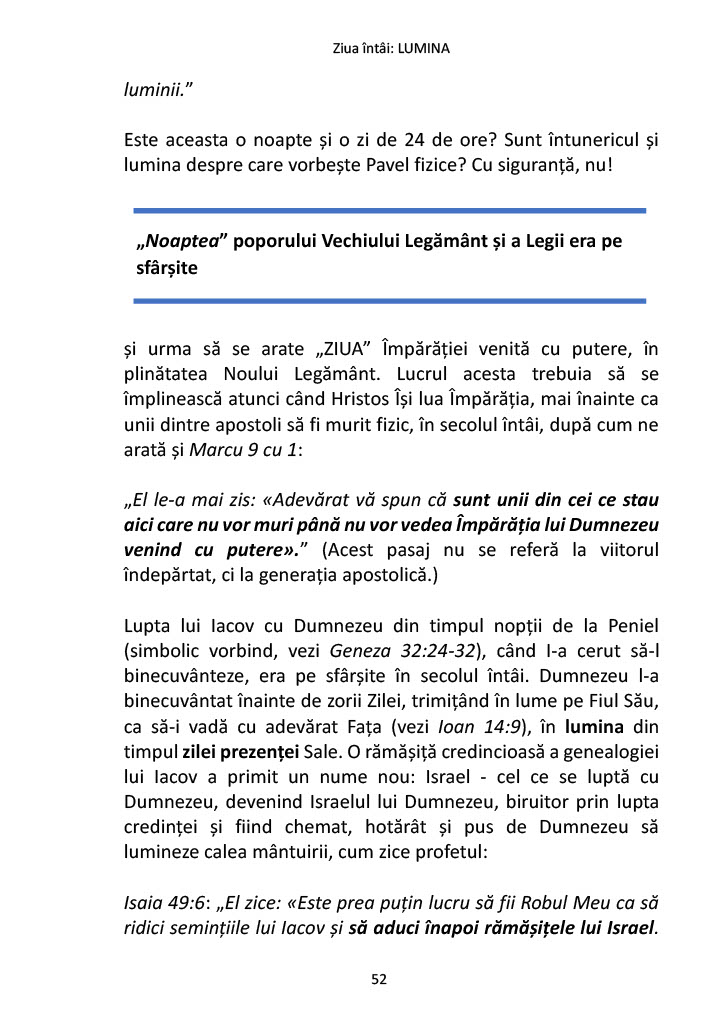 Ziua întâi: LUMINA
luminii.”
Este aceasta o noapte și o zi de 24 de ore? Sunt întunericul și
lumina despre care vorbește Pavel fizice? Cu siguranță, nu!
„Noaptea” poporului Vechiului Legământ și a Legii era pe
sfârșite
și urma să se arate „ZIUA” Împărăției venită cu putere, în
plinătatea Noului Legământ. Lucrul acesta trebuia să se
împlinească atunci când Hristos Își lua Împărăția, mai înainte ca
unii dintre apostoli să fi murit fizic, în secolul întâi, după cum ne
arată și Marcu 9 cu 1:
„El le-a mai zis: «Adevărat vă spun că sunt unii din cei ce stau
aici care nu vor muri până nu vor vedea Împărăția lui Dumnezeu
venind cu putere».” (Acest pasaj nu se referă la viitorul
îndepărtat, ci la generația apostolică.)
Lupta lui Iacov cu Dumnezeu din timpul nopții de la Peniel
(simbolic vorbind, vezi Geneza 32:24-32), când I-a cerut să-l
binecuvânteze, era pe sfârșite în secolul întâi. Dumnezeu l-a
binecuvântat înainte de zorii Zilei, trimițând în lume pe Fiul Său,
ca să-i vadă cu adevărat Fața (vezi Ioan 14:9), în lumina din
timpul zilei prezenței Sale. O rămășiță credincioasă a genealogiei
lui Iacov a primit un nume nou: Israel - cel ce se luptă cu
Dumnezeu, devenind Israelul lui Dumnezeu, biruitor prin lupta
credinței și fiind chemat, hotărât și pus de Dumnezeu să
lumineze calea mântuirii, cum zice profetul:
Isaia 49:6: „El zice: «Este prea puțin lucru să fii Robul Meu ca să
ridici semințiile lui Iacov și să aduci înapoi rămășițele lui Israel.
52